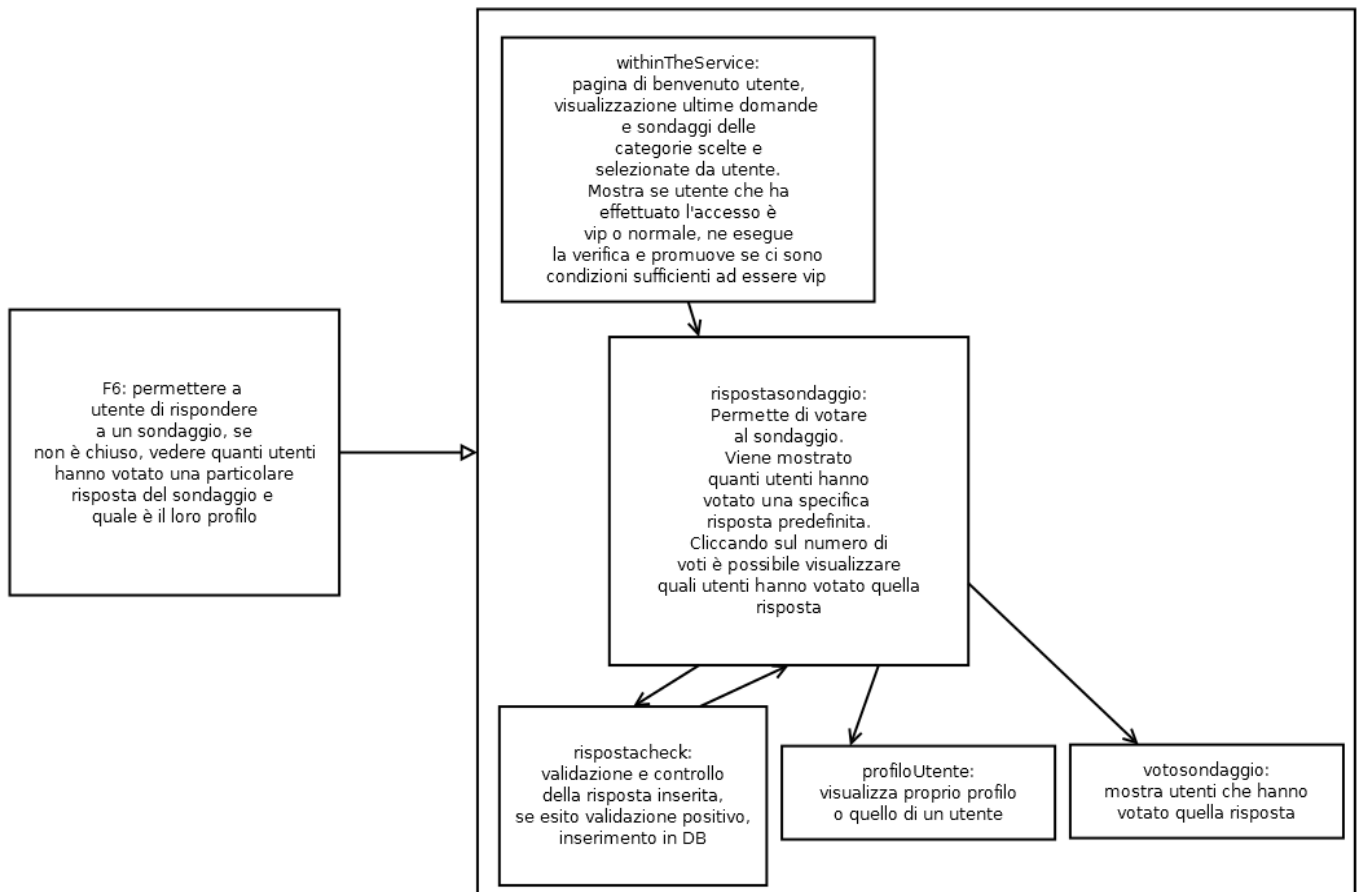 withinTheService:
pagina di benvenuto utente,
visualizzazione ultime domande
e sondaggi delle
categorie scelte e
selezionate da utente.
Mostra se utente che ha
effettuato l'accesso è
vip o normale, ne esegue
la verifica e promuove se ci sono
condizioni sufficienti ad essere vip
F6: permettere a
utente di rispondere
a un sondaggio, se
non è chiuso, vedere quanti utenti
hanno votato una particolare
risposta del sondaggio e
quale è il loro profilo
rispostasondaggio:
Permette di votare
al sondaggio.
Viene mostrato
quanti utenti hanno
votato una specifica
risposta predefinita.
Cliccando sul numero di
voti è possibile visualizzare
quali utenti hanno votato quella
risposta
rispostacheck:
validazione e controllo
della risposta inserita,
se esito validazione positivo,
inserimento in DB
profiloUtente:
visualizza proprio profilo
o quello di un utente
votosondaggio:
mostra utenti che hanno
votato quella risposta